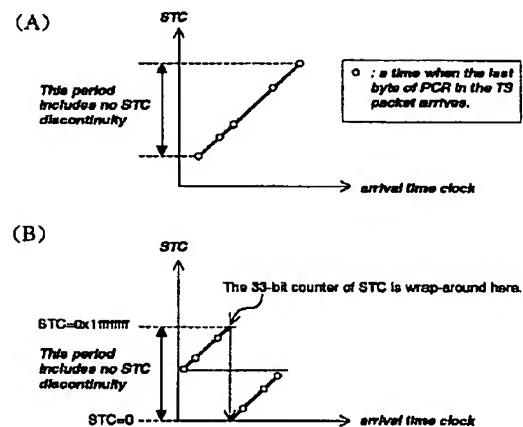 (A)
STC
This period
includes no STC
discontinuity
o : a time when the last
byte of PCR in the TS
packet arrives.
arrival time clock
(B)
STC
The 33-bit counter of STC is wrap-around here.
STC=0x1ffffffff
This period
includes no STC
discontinuity
STC=0
arrival time clock